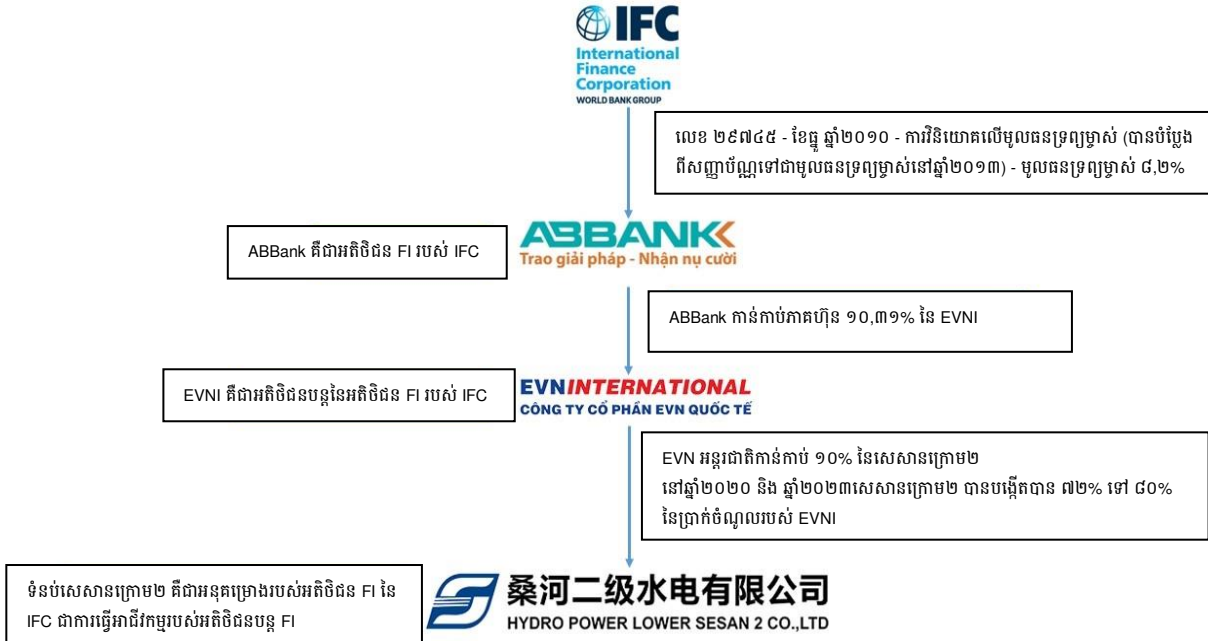 IFC
International
Finance
Corporation
WORLD BANK GROUP
លេខ ២៩៧៤៥ - ខែធ្នូ ឆ្នាំ២០១០ - ការវិនិយោគលើមូលធនទ្រព្យម្ចាស់ (បានបំប្លែង
ពីសញ្ញាប័ណ្ណទៅជាមូលធនទ្រព្យម្ចាស់នៅឆ្នាំ២០១៣) - មូលធនទ្រព្យម្ចាស់ ៨,២%
ABBank គឺជាអតិថិជន FI របស់ IFC
ABBANK
Trao giải pháp - Nhận nụ cười
ABBank កាន់កាប់ភាគហ៊ុន ១០,៣១% នៃ EVNI
EVNI គឺជាអតិថិជនបន្តនៃអតិថិជន FI របស់ IFC
EVNINTERNATIONAL
CÔNG TY CỔ PHẦN EVN QUỐC TẾ
EVN អន្តរជាតិកាន់កាប់ ១០% នៃសេសានក្រោម២
នៅឆ្នាំ២០២០ និង ឆ្នាំ២០២៣សេសានក្រោម២ បានបង្កើតបាន ៧២% ទៅ ៨០%
នៃប្រាក់ចំណូលរបស់ EVNI
ទំនប់សេសានក្រោម២ គឺជាអនុគម្រោងរបស់អតិថិជន FI នៃ
IFC ជាការធ្វើអាជីវកម្មរបស់អតិថិជនបន្ត FI
桑河二级水电有限公司
HYDRO POWER LOWER SESAN 2 CO.,LTD